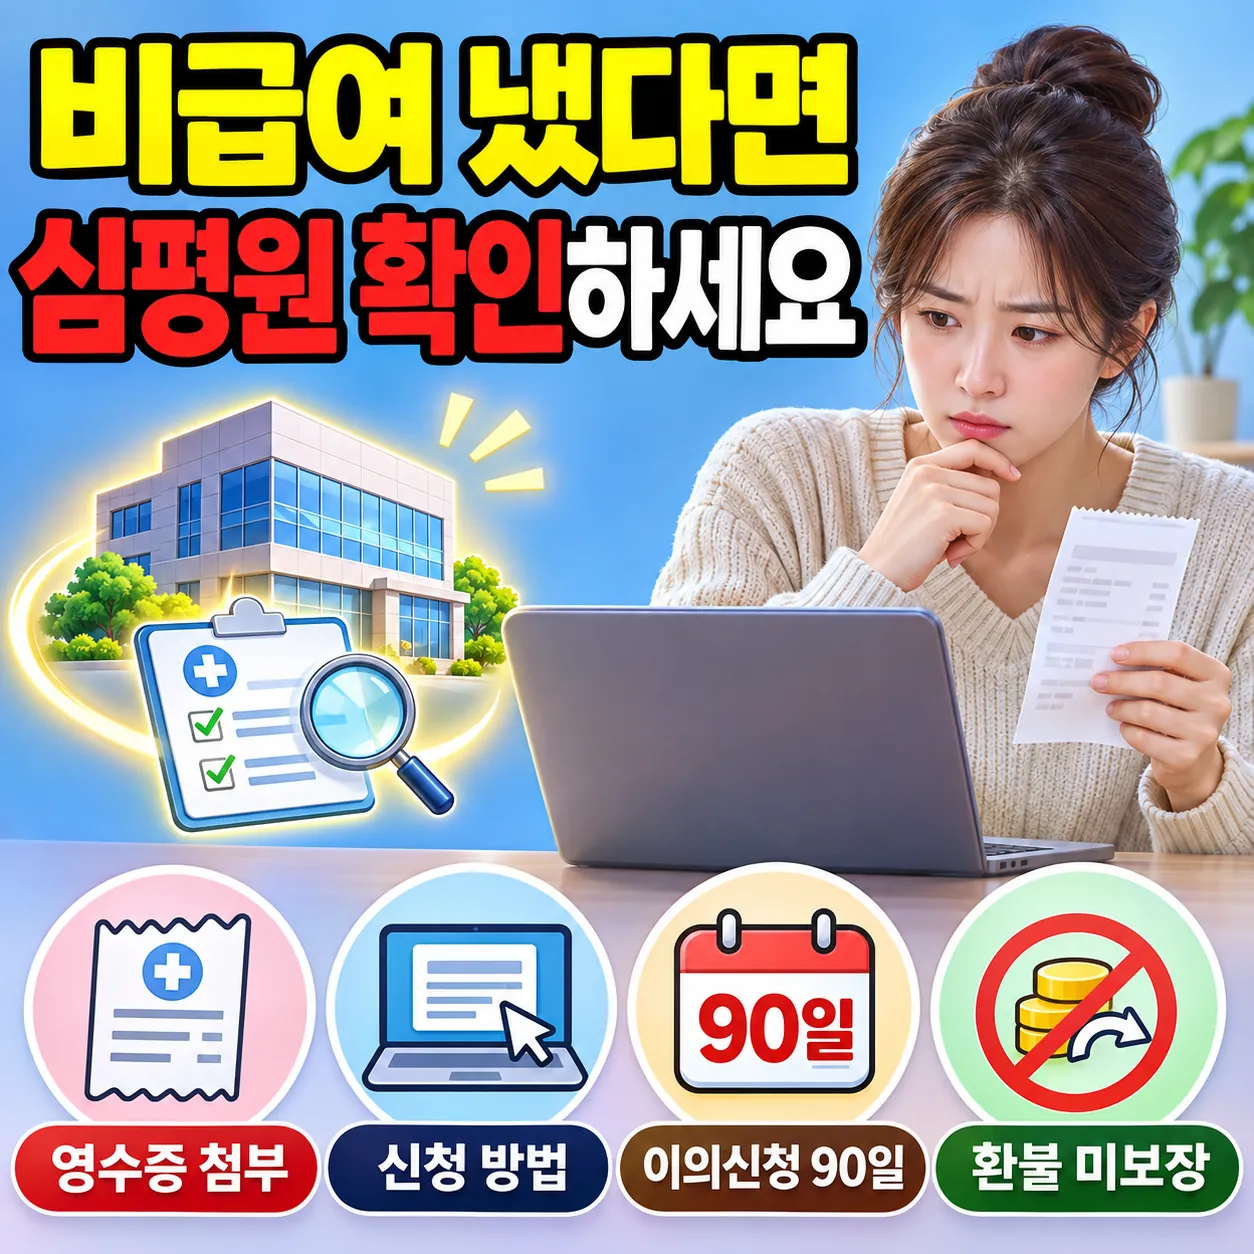 비급여 냈다면
심평원 확인하세요
90일
영수증 첨부
신청 방법
이의신청 90일
환불 미보장